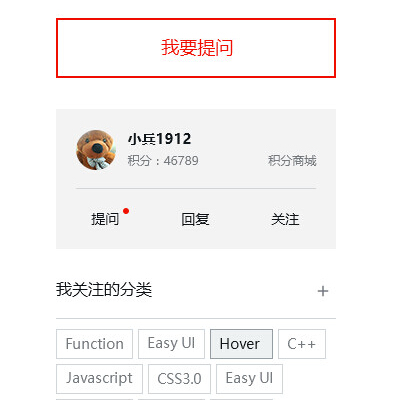 我要提问
小兵1912
积分：46789 积分商城
提问 回复 关注
我关注的分类 +
Function Easy UI Hover C++
Javascript CSS3.0 Easy UI